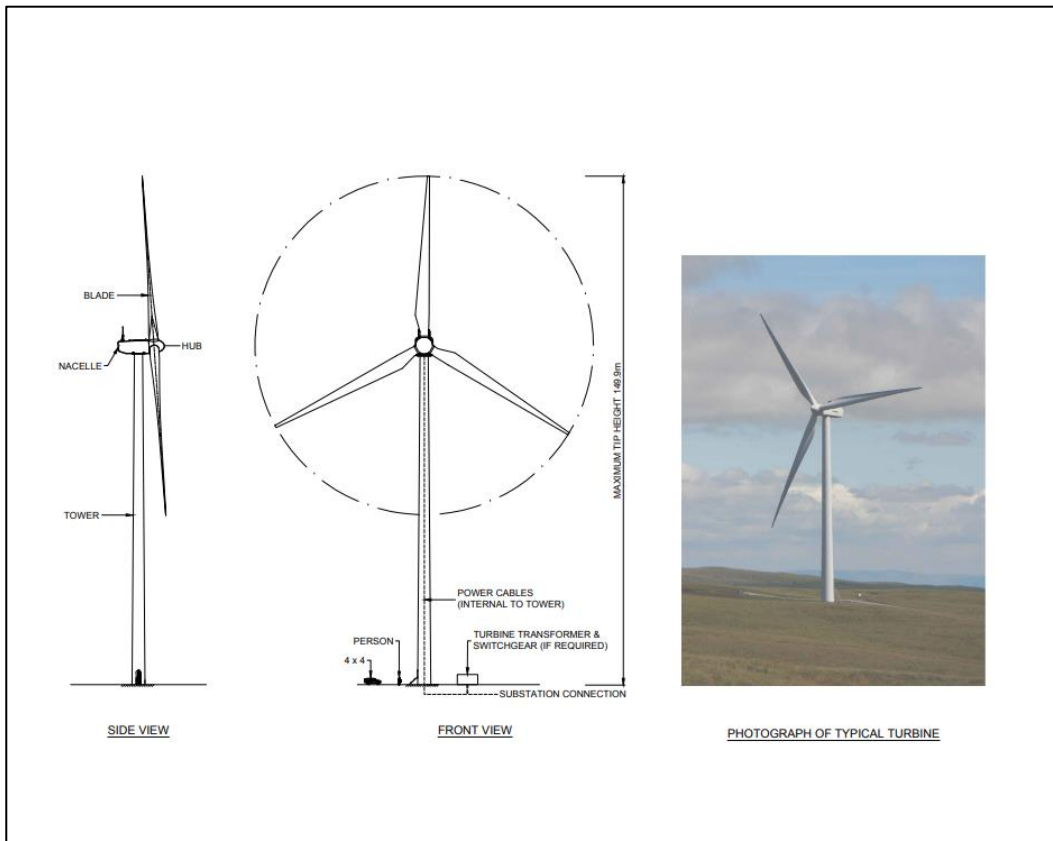 BLADE
HUB
NACELLE
TOWER
MAXIMUM TIP HEIGHT 149.9m
POWER CABLES
(INTERNAL TO TOWER)
PERSON
4 x 4
TURBINE TRANSFORMER &
SWITCHGEAR (IF REQUIRED)
SUBSTATION CONNECTION
SIDE VIEW
FRONT VIEW
PHOTOGRAPH OF TYPICAL TURBINE